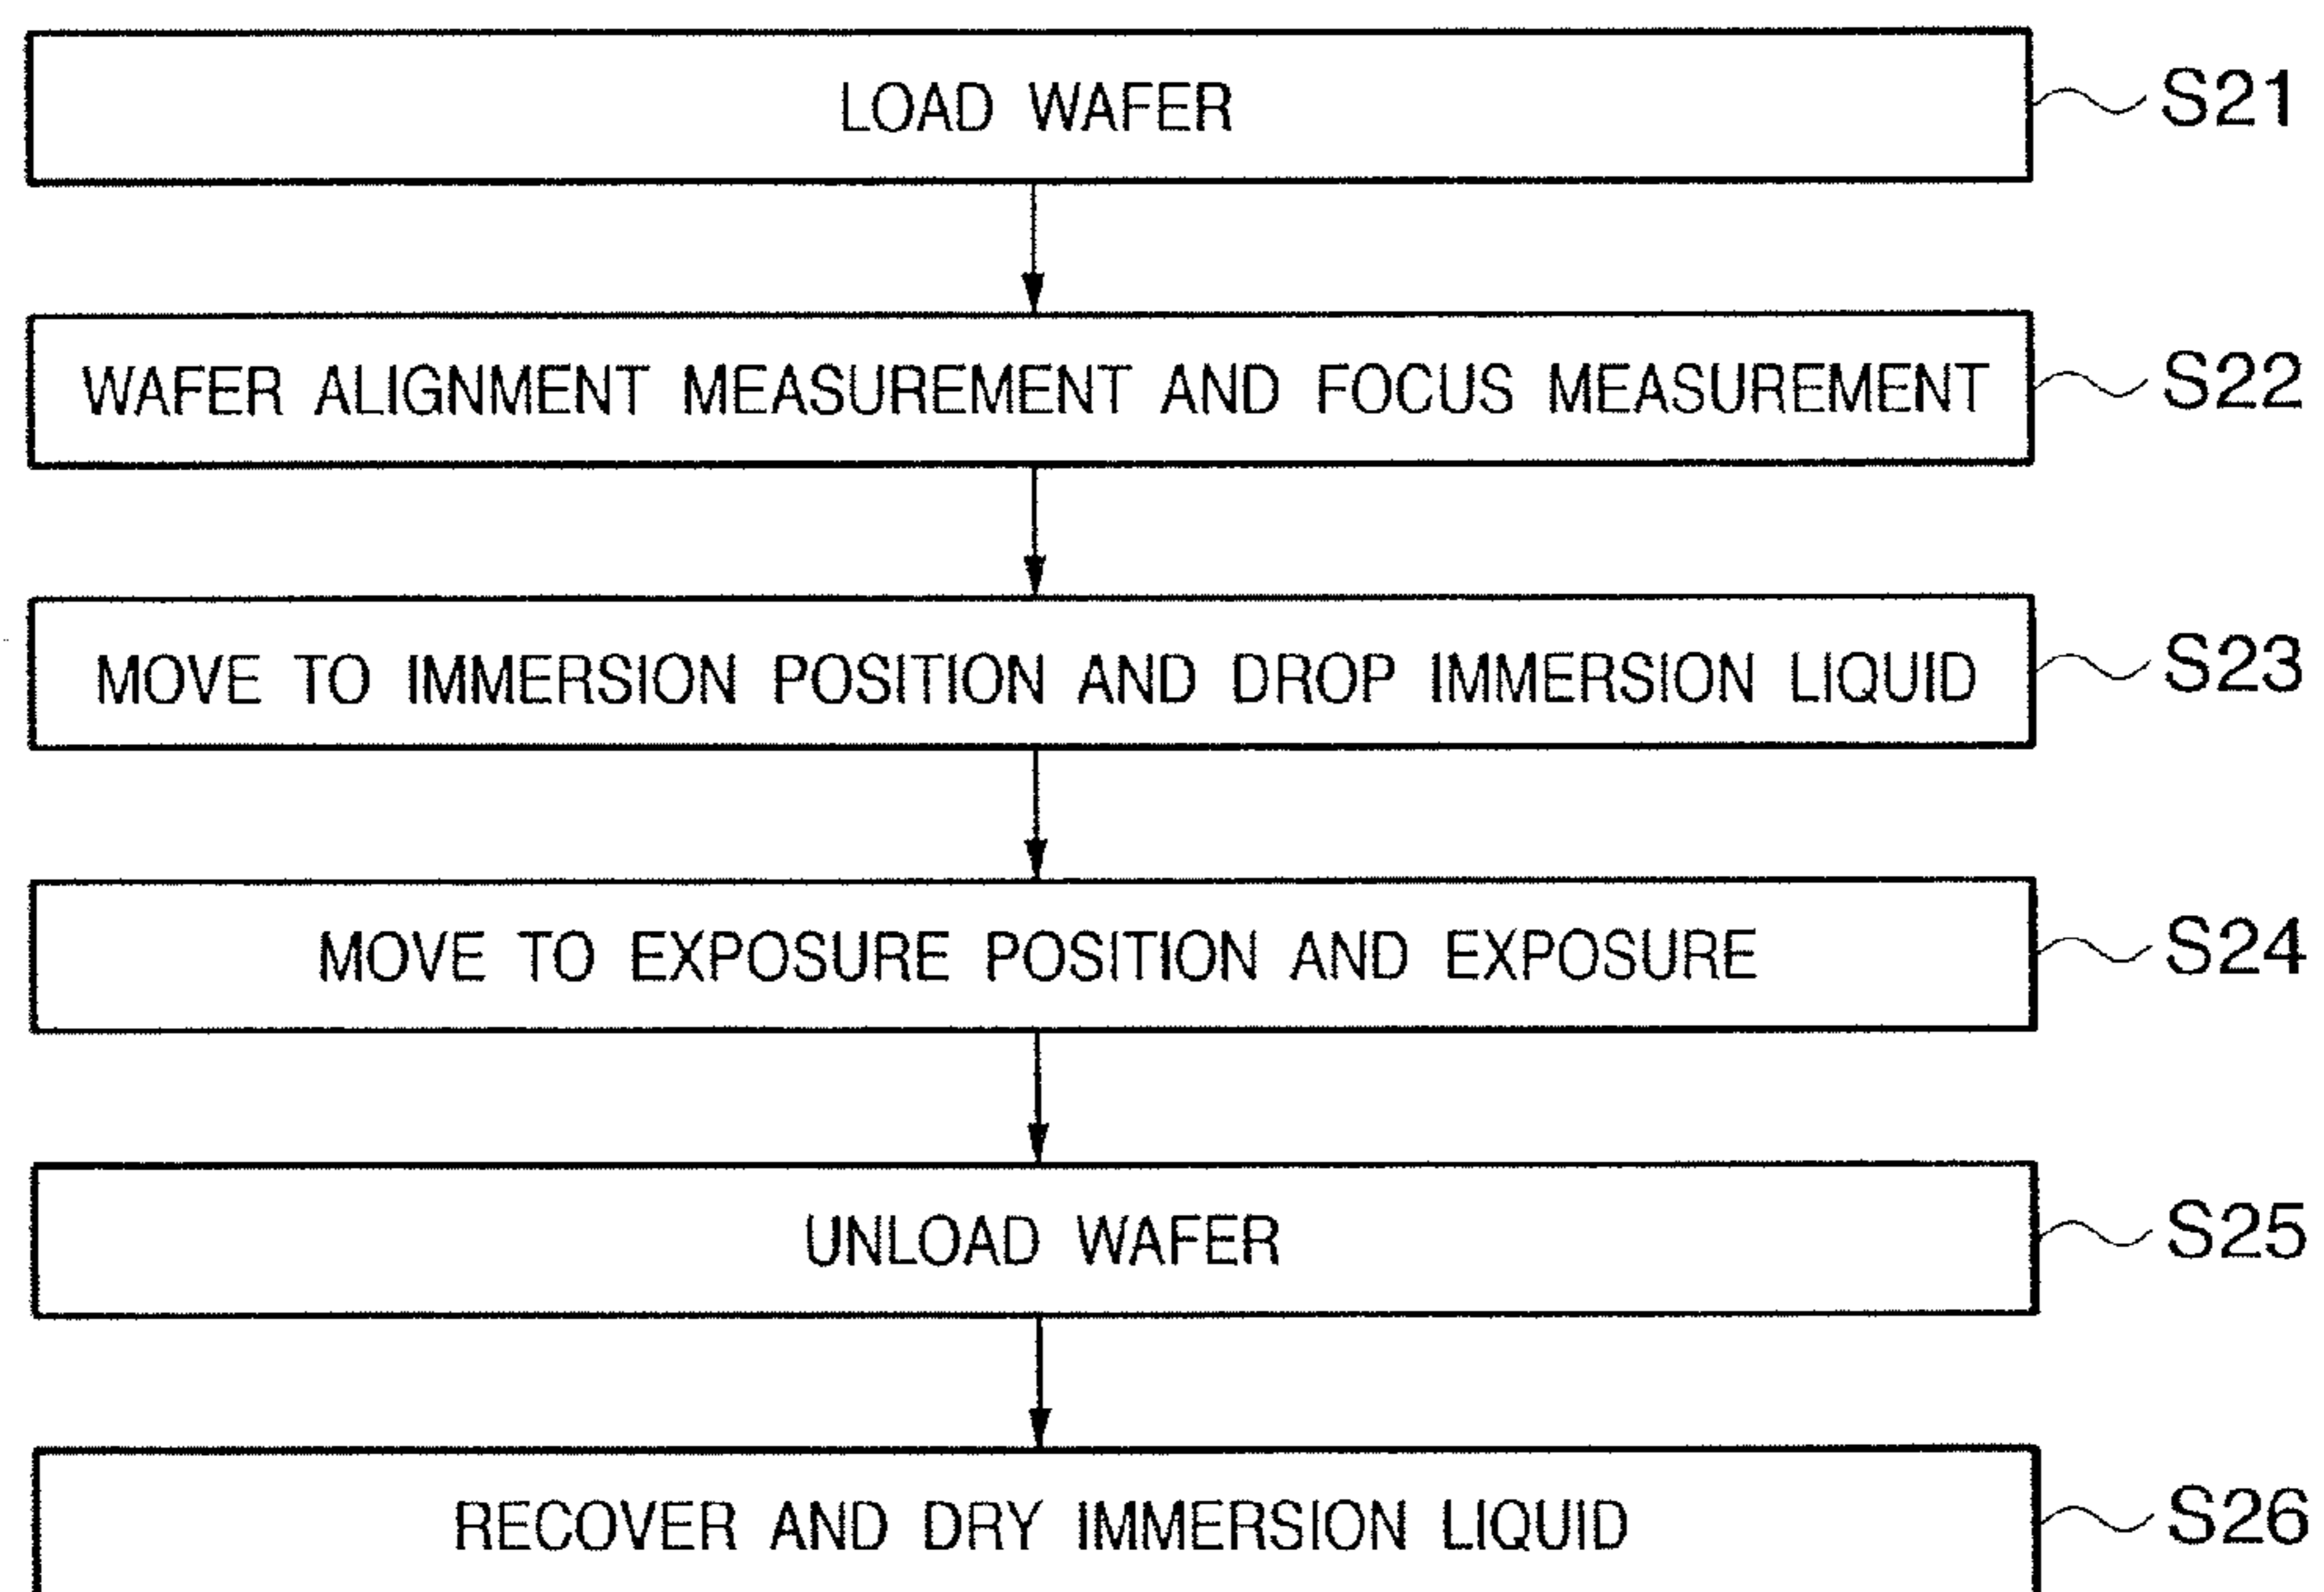 LOAD WAFER S21
WAFER ALIGNMENT MEASUREMENT AND FOCUS MEASUREMENT S22
MOVE TO IMMERSION POSITION AND DROP IMMERSION LIQUID S23
MOVE TO EXPOSURE POSITION AND EXPOSURE S24
UNLOAD WAFER S25
RECOVER AND DRY IMMERSION LIQUID S26